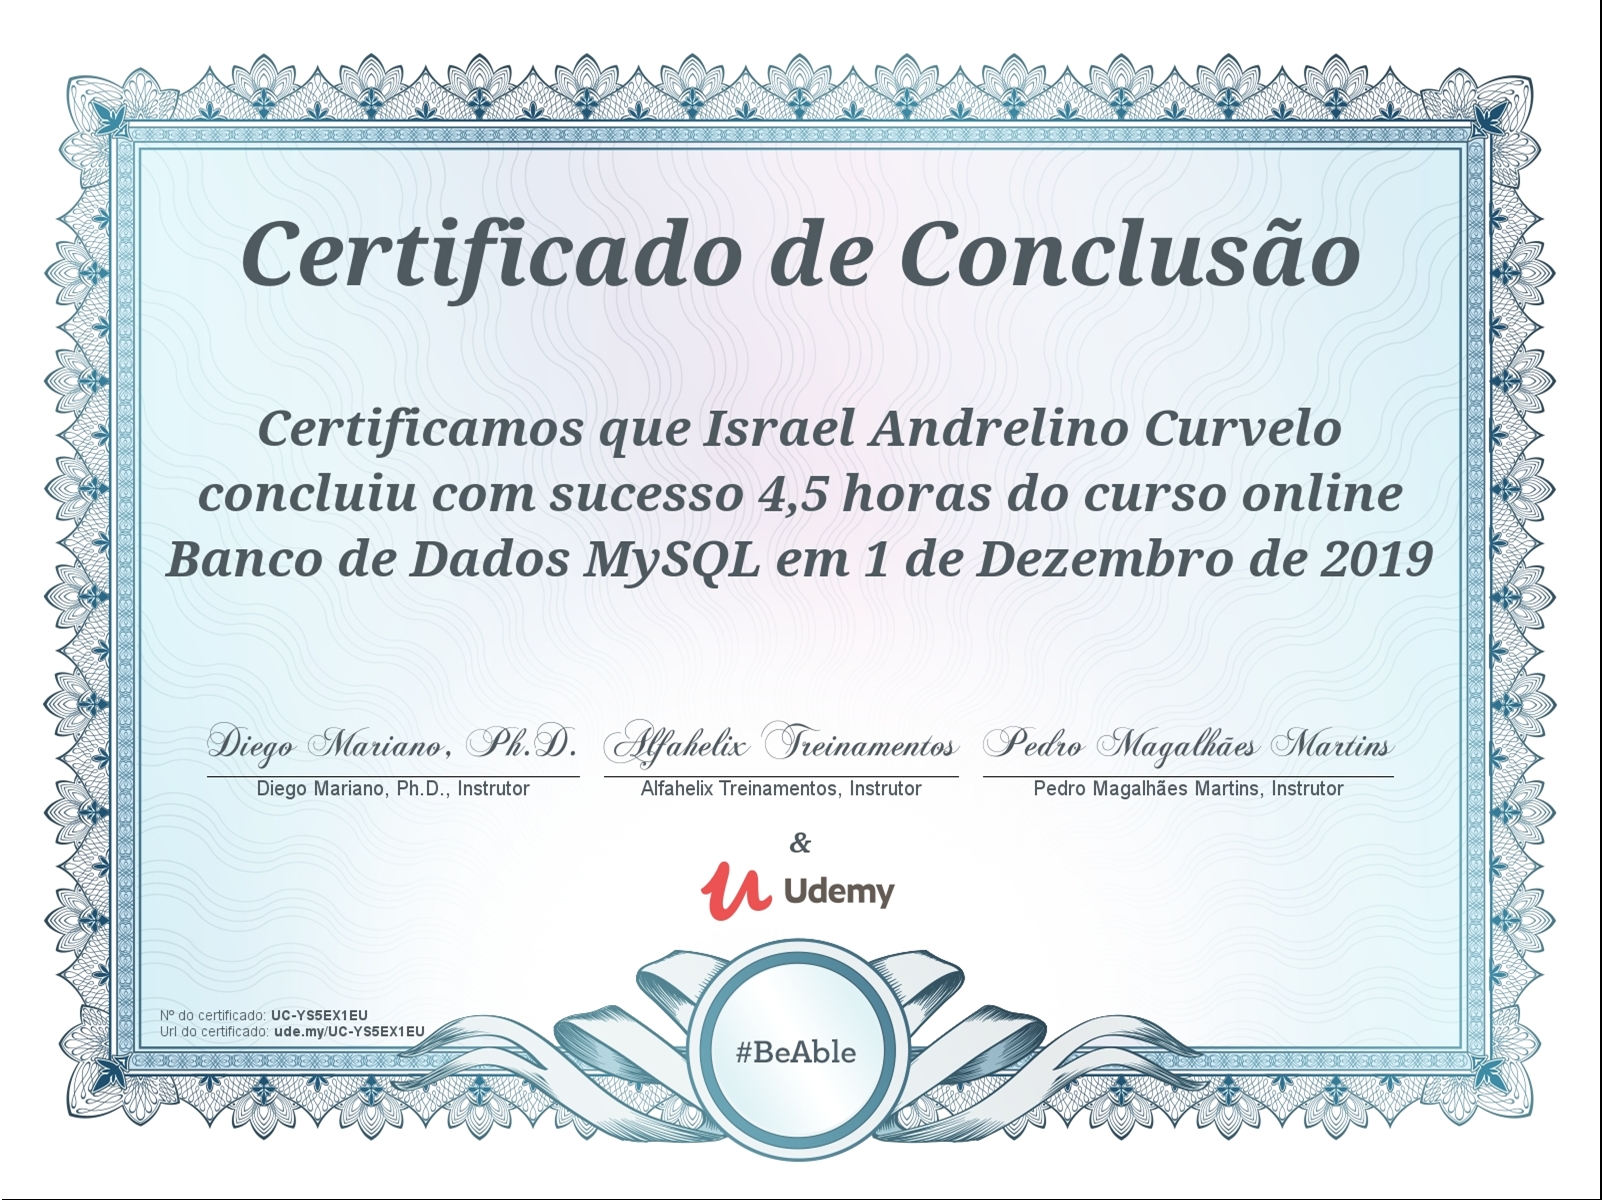 Certificado de Conclusão
Certificamos que Israel Andrelino Curvelo
concluiu com sucesso 4,5 horas do curso online
Banco de Dados MySQL em 1 de Dezembro de 2019
Diego Mariano, Ph.D. Alfahelix Treinamentos Pedro Magalhães Martins
Diego Mariano, Ph.D., Instrutor Alfahelix Treinamentos, Instrutor Pedro Magalhães Martins, Instrutor
&
Udemy
Nº do certificado: UC-YS5EX1EU
Url do certificado: ude.my/UC-YS5EX1EU
#BeAble